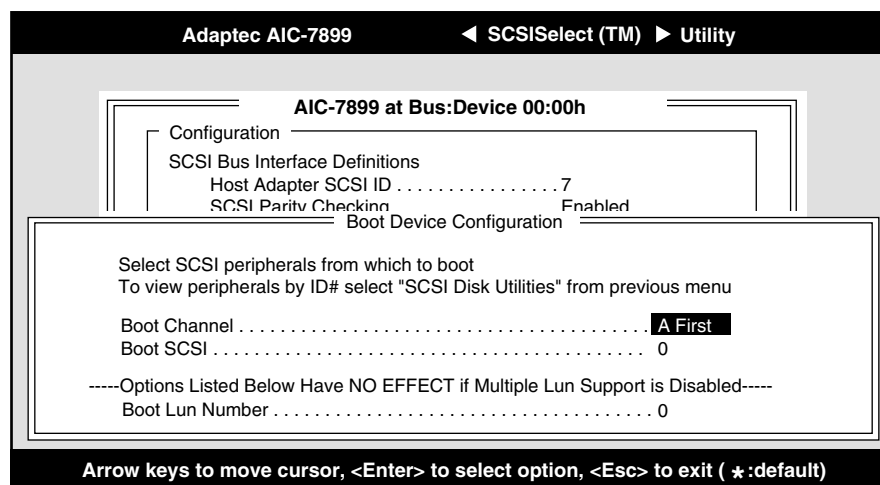 Adaptec AIC-7899 ◀ SCSISelect (TM) ▶ Utility
AIC-7899 at Bus:Device 00:00h
Configuration
SCSI Bus Interface Definitions
Host Adapter SCSI ID . . . . . . . . . . . . . . . . 7
SCSI Parity Checking Enabled
Boot Device Configuration
Select SCSI peripherals from which to boot
To view peripherals by ID# select "SCSI Disk Utilities" from previous menu
Boot Channel . . . . . . . . . . . . . . . . . . . . . . . . . . . . . . . . . . . . . . . . A First
Boot SCSI . . . . . . . . . . . . . . . . . . . . . . . . . . . . . . . . . . . . . . . . . . 0
-----Options Listed Below Have NO EFFECT if Multiple Lun Support is Disabled-----
Boot Lun Number . . . . . . . . . . . . . . . . . . . . . . . . . . . . . . . . . . . . . 0
Arrow keys to move cursor, <Enter> to select option, <Esc> to exit ( *:default)